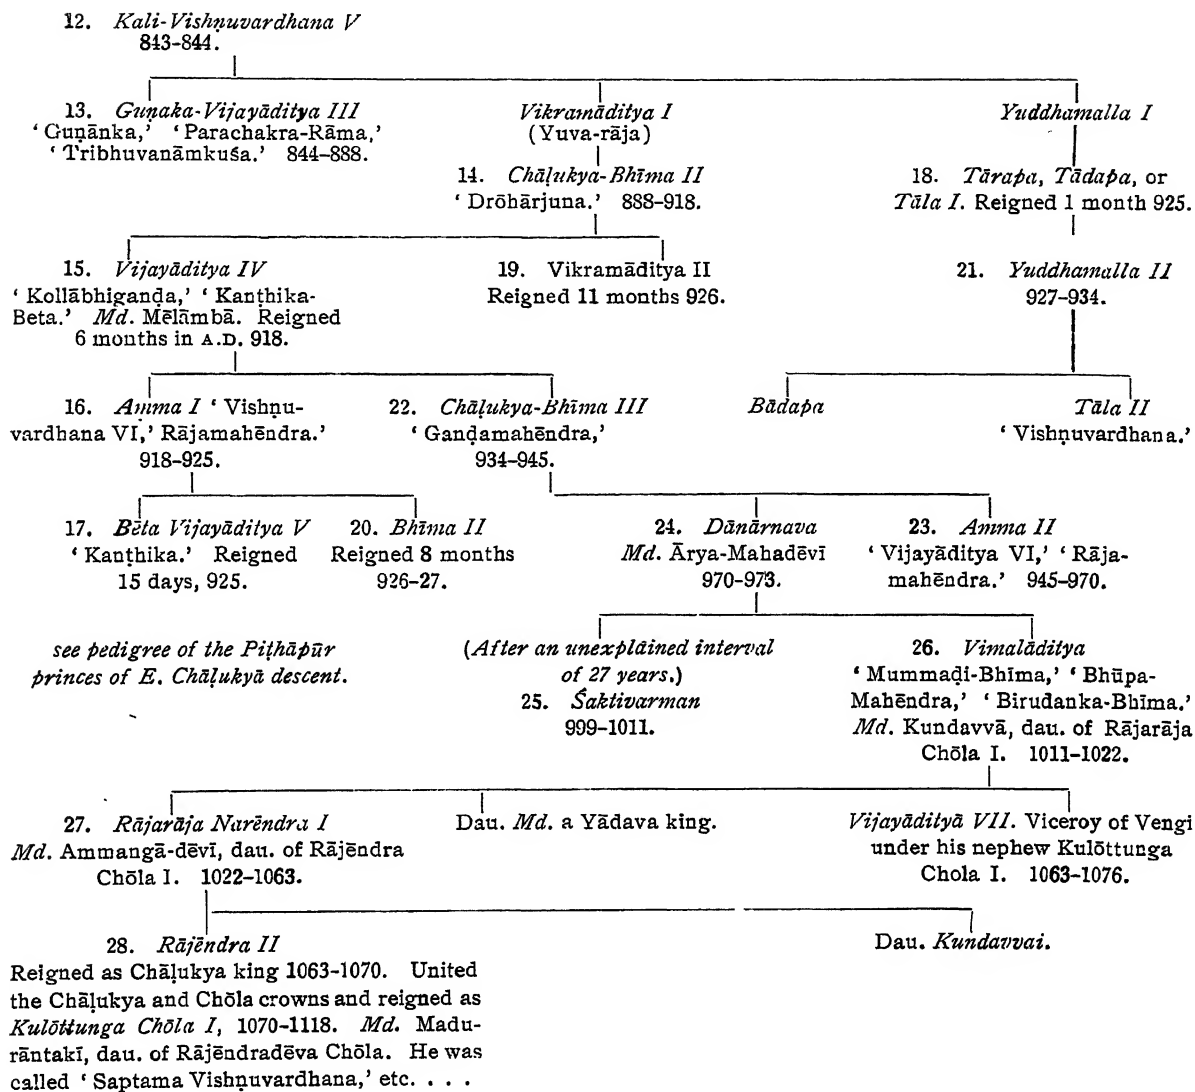 12. Kali-Vishṇuvardhana V
843-844.
13. Guṇaka-Vijayāditya III
‘ Guṇānka,’ ‘ Parachakra-Rāma,’
‘ Tribhuvanāmkuśa.’ 844-888.
Vikramāditya I
(Yuva-rāja)
Yuddhamalla I
14. Chāḷukya-Bhīma II
‘ Drōhārjuna.’ 888-918.
18. Tārapa, Tādapa, or
Tāla I. Reigned 1 month 925.
15. Vijayāditya IV
‘ Kollābhigaṇḍa,’ ‘ Kaṇṭhika-
Beta.’ Md. Mēlāmbā. Reigned
6 months in A.D. 918.
19. Vikramāditya II
Reigned 11 months 926.
21. Yuddhamalla II
927-934.
16. Amma I ‘ Vishṇu-
vardhana VI,’ Rājamahēndra.’
918-925.
22. Chāḷukya-Bhīma III
‘ Gaṇḍamahēndra,’
934-945.
Bādapa
Tāla II
‘ Vishṇuvardhana.’
17. Bēta Vijayāditya V
‘ Kaṇṭhika.’ Reigned
15 days, 925.
20. Bhīma II
Reigned 8 months
926-27.
24. Dānārnava
Md. Ārya-Mahadēvī
970-973.
23. Amma II
‘ Vijayāditya VI,’ ‘ Rāja-
mahēndra.’ 945-970.
see pedigree of the Piṭhāpūr
princes of E. Chāḷukyā descent.
(After an unexplained interval
of 27 years.)
25. Śaktivarman
999-1011.
26. Vimalāditya
‘ Mummaḍi-Bhīma,’ ‘ Bhūpa-
Mahēndra,’ ‘ Birudanka-Bhīma.’
Md. Kundavvā, dau. of Rājarāja
Chōla I. 1011-1022.
27. Rājarāja Narēndra I
Md. Ammangā-dēvī, dau. of Rājēndra
Chōla I. 1022-1063.
Dau. Md. a Yādava king.
Vijayādityā VII. Viceroy of Vengi
under his nephew Kulōttunga
Chola I. 1063-1076.
28. Rājēndra II
Reigned as Chāḷukya king 1063-1070. United
the Chāḷukya and Chōla crowns and reigned as
Kulōttunga Chōla I, 1070-1118. Md. Madu-
rāntakī, dau. of Rājēndradēva Chōla. He was
called ‘ Saptama Vishṇuvardhana,’ etc. . . .
Dau. Kundavvai.